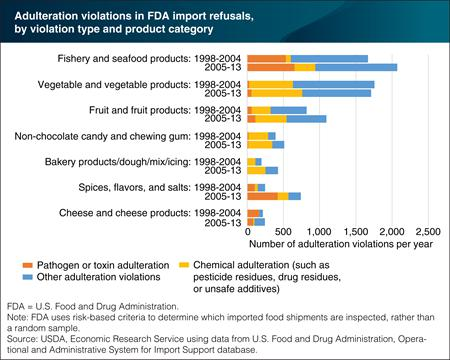 Adulteration violations in FDA import refusals,
by violation type and product category
Fishery and seafood products: 1998-2004
2005-13
Vegetable and vegetable products: 1998-2004
2005-13
Fruit and fruit products: 1998-2004
2005-13
Non-chocolate candy and chewing gum: 1998-2004
2005-13
Bakery products/dough/mix/icing: 1998-2004
2005-13
Spices, flavors, and salts: 1998-2004
2005-13
Cheese and cheese products: 1998-2004
2005-13
0 500 1,000 1,500 2,000 2,500
Number of adulteration violations per year
Pathogen or toxin adulteration
Other adulteration violations
Chemical adulteration (such as
pesticide residues, drug residues,
or unsafe additives)
FDA = U.S. Food and Drug Administration.
Note: FDA uses risk-based criteria to determine which imported food shipments are inspected, rather than
a random sample.
Source: USDA, Economic Research Service using data from U.S. Food and Drug Administration, Opera-
tional and Administrative System for Import Support database.